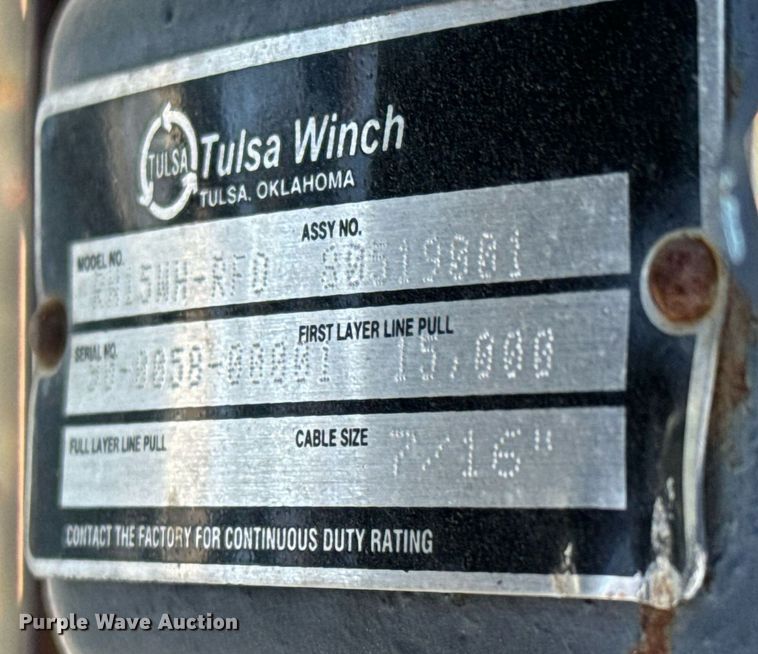 TULSA
Tulsa Winch
TULSA, OKLAHOMA
MODEL NO. ASSY NO.
80519001
SERIAL NO. FIRST LAYER LINE PULL
15,000
FULL LAYER LINE PULL CABLE SIZE 7/16"
CONTACT THE FACTORY FOR CONTINUOUS DUTY RATING
Purple Wave Auction